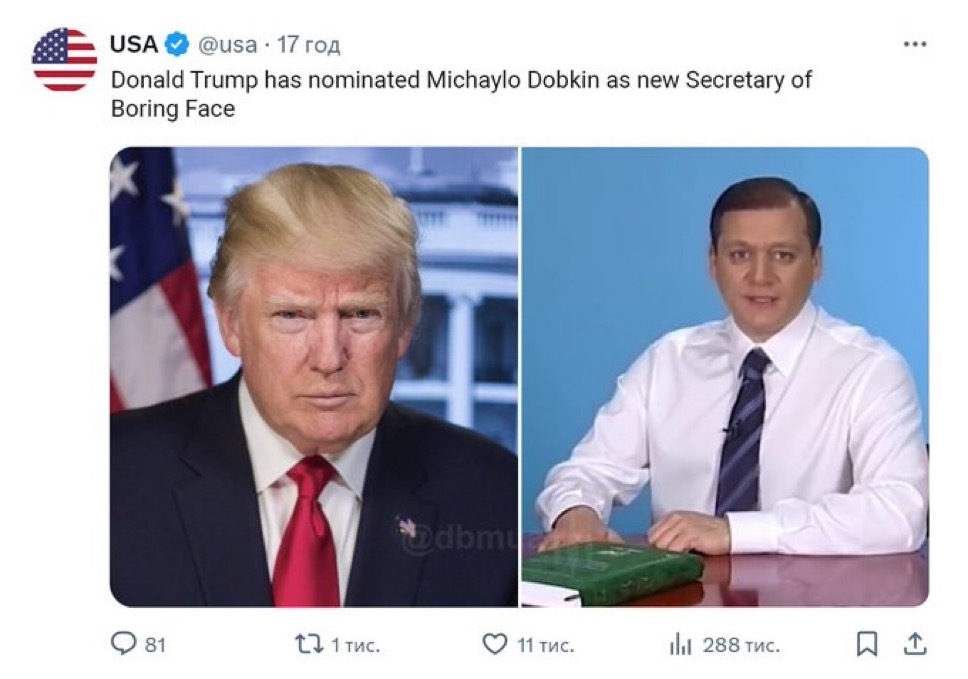 USA @usa · 17 год
Donald Trump has nominated Michaylo Dobkin as new Secretary of
Boring Face
81 1 тис. 11 тис. 288 тис.